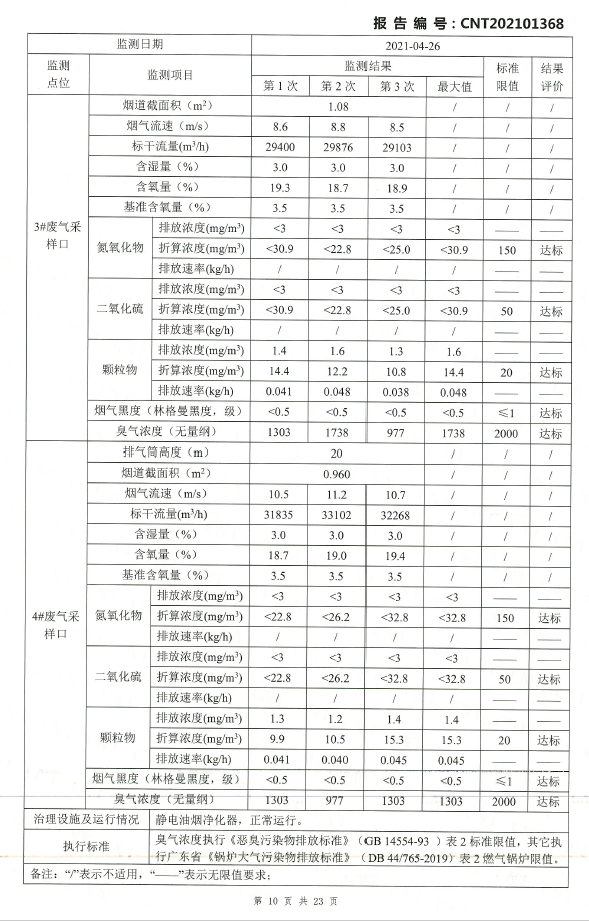 报告编号：CNT202101368
监测日期 2021-04-26
监测点位 监测项目 监测结果 标准限值 结果评价
第1次 第2次 第3次 最大值
3#废气采样口
烟道截面积（m²） 1.08 / / /
烟气流速（m/s） 8.6 8.8 8.5 / / /
标干流量(m³/h) 29400 29876 29103 / / /
含湿量（%） 3.0 3.0 3.0 / / /
含氧量（%） 19.3 18.7 18.9 / / /
基准含氧量（%） 3.5 3.5 3.5 / / /
氮氧化物
排放浓度(mg/m³) <3 <3 <3 <3 —— ——
折算浓度(mg/m³) <30.9 <22.8 <25.0 <30.9 150 达标
排放速率(kg/h) / / / / —— ——
二氧化硫
排放浓度(mg/m³) <3 <3 <3 <3 —— ——
折算浓度(mg/m³) <30.9 <22.8 <25.0 <30.9 50 达标
排放速率(kg/h) / / / / —— ——
颗粒物
排放浓度(mg/m³) 1.4 1.6 1.3 1.6 —— ——
折算浓度(mg/m³) 14.4 12.2 10.8 14.4 20 达标
排放速率(kg/h) 0.041 0.048 0.038 0.048 —— ——
烟气黑度（林格曼黑度，级） <0.5 <0.5 <0.5 <0.5 ≤1 达标
臭气浓度（无量纲） 1303 1738 977 1738 2000 达标
4#废气采样口
排气筒高度（m） 20 / / /
烟道截面积（m²） 0.960 / / /
烟气流速（m/s） 10.5 11.2 10.7 / / /
标干流量(m³/h) 31835 33102 32268 / / /
含湿量（%） 3.0 3.0 3.0 / / /
含氧量（%） 18.7 19.0 19.4 / / /
基准含氧量（%） 3.5 3.5 3.5 / / /
氮氧化物
排放浓度(mg/m³) <3 <3 <3 <3 —— ——
折算浓度(mg/m³) <22.8 <26.2 <32.8 <32.8 150 达标
排放速率(kg/h) / / / / —— ——
二氧化硫
排放浓度(mg/m³) <3 <3 <3 <3 —— ——
折算浓度(mg/m³) <22.8 <26.2 <32.8 <32.8 50 达标
排放速率(kg/h) / / / / —— ——
颗粒物
排放浓度(mg/m³) 1.3 1.2 1.4 1.4 —— ——
折算浓度(mg/m³) 9.9 10.5 15.3 15.3 20 达标
排放速率(kg/h) 0.041 0.040 0.045 0.045 —— ——
烟气黑度（林格曼黑度，级） <0.5 <0.5 <0.5 <0.5 ≤1 达标
臭气浓度（无量纲） 1303 977 1303 1303 2000 达标
治理设施及运行情况 静电油烟净化器，正常运行。
执行标准 臭气浓度执行《恶臭污染物排放标准》（GB 14554-93 ）表 2 标准限值，其它执
行广东省《锅炉大气污染物排放标准》（DB 44/765-2019）表 2 燃气锅炉限值。
备注：“/”表示不适用，“——”表示无限值要求；
第 10 页 共 23 页